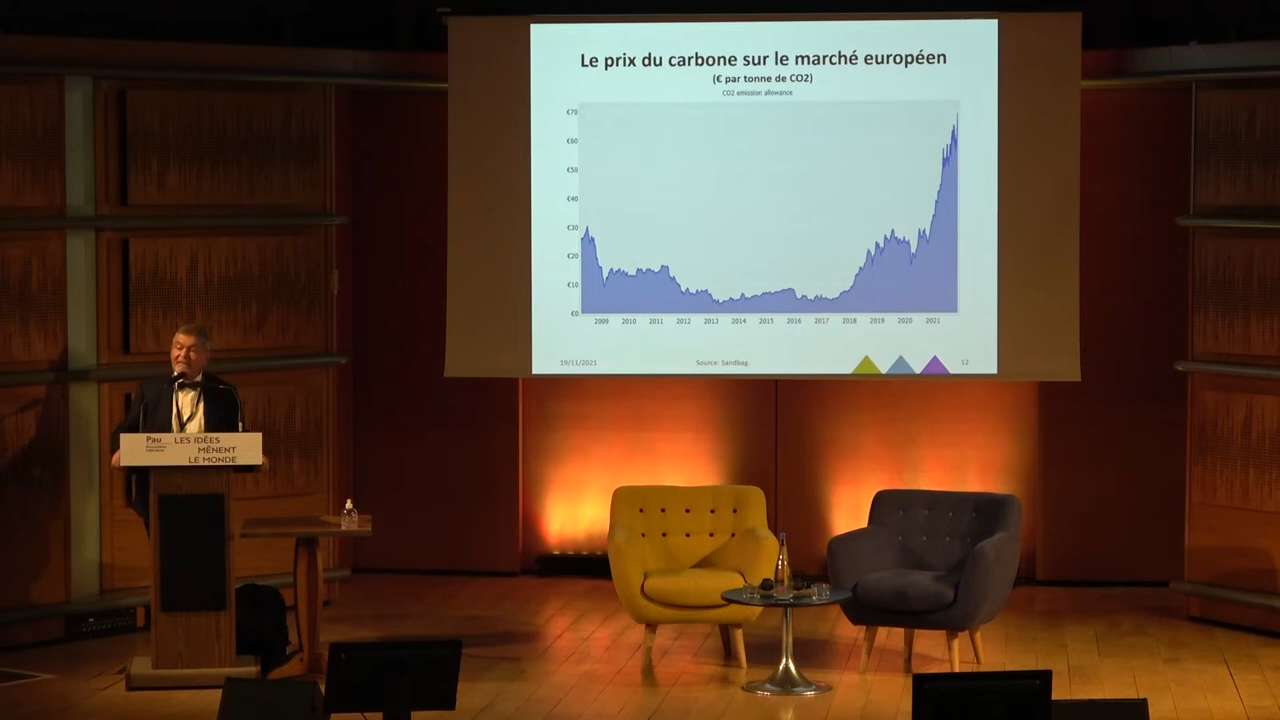 Le prix du carbone sur le marché européen
(€ par tonne de CO2)
CO2 emission allowance
€70
€60
€50
€40
€30
€20
€10
€0
2009 2010 2011 2012 2013 2014 2015 2016 2017 2018 2019 2020 2021
19/11/2021 Source: Sandbag. 12
Pau LES IDÉES
MÈNENT
LE MONDE